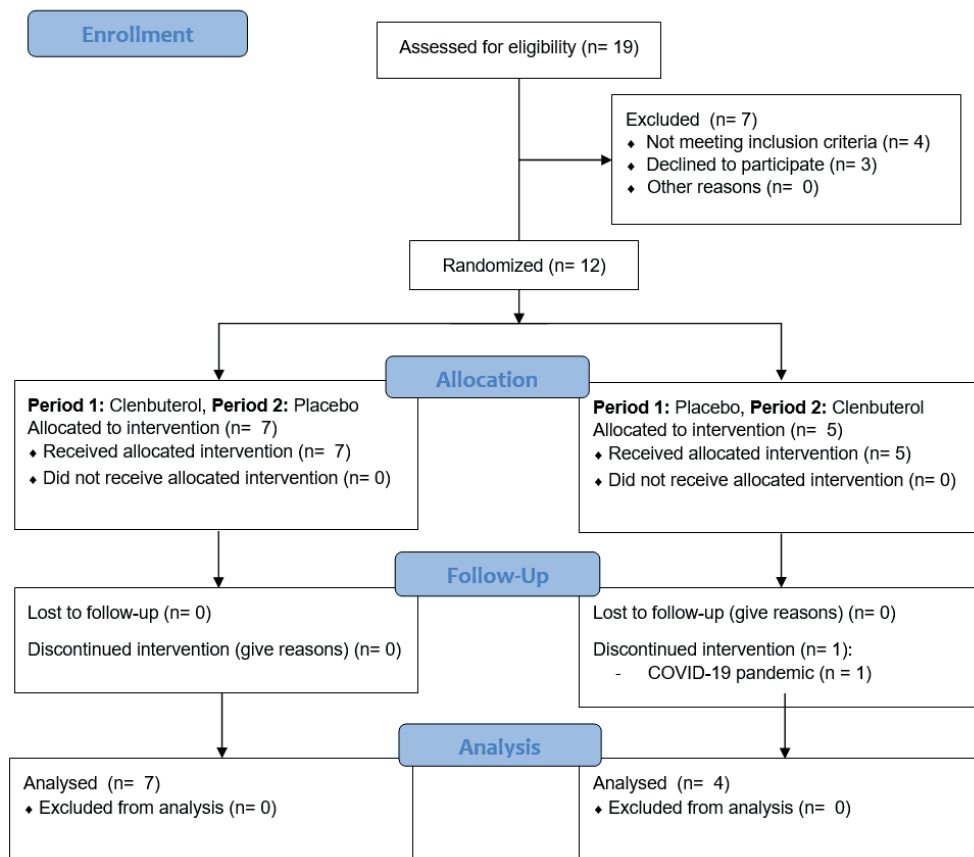 Enrollment
Assessed for eligibility (n= 19)
Excluded (n= 7)
♦ Not meeting inclusion criteria (n= 4)
♦ Declined to participate (n= 3)
♦ Other reasons (n= 0)
Randomized (n= 12)
Allocation
Period 1: Clenbuterol, Period 2: Placebo
Allocated to intervention (n= 7)
♦ Received allocated intervention (n= 7)
♦ Did not receive allocated intervention (n= 0)
Period 1: Placebo, Period 2: Clenbuterol
Allocated to intervention (n= 5)
♦ Received allocated intervention (n= 5)
♦ Did not receive allocated intervention (n= 0)
Follow-Up
Lost to follow-up (n= 0)
Discontinued intervention (give reasons) (n= 0)
Lost to follow-up (give reasons) (n= 0)
Discontinued intervention (n= 1):
- COVID-19 pandemic (n = 1)
Analysis
Analysed (n= 7)
♦ Excluded from analysis (n= 0)
Analysed (n= 4)
♦ Excluded from analysis (n= 0)